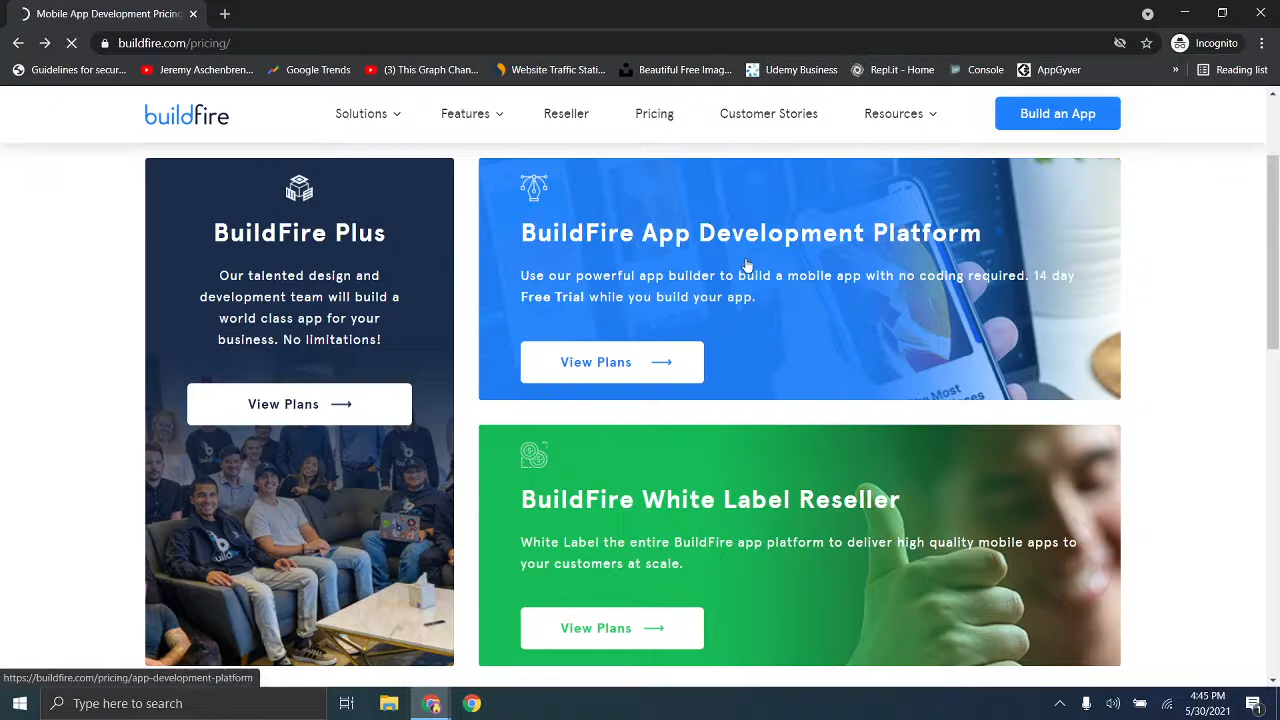 Mobile App Development Pricing
buildfire.com/pricing/
Incognito
Guidelines for secur...
Jeremy Aschenbren...
Google Trends
(3) This Graph Chan...
Website Traffic Stati...
Beautiful Free Imag...
Udemy Business
Repl.it - Home
Console
AppGyver
»
Reading list
buildfire
Solutions
Features
Reseller
Pricing
Customer Stories
Resources
Build an App
BuildFire Plus
Our talented design and
development team will build a
world class app for your
business. No limitations!
View Plans
BuildFire App Development Platform
Use our powerful app builder to build a mobile app with no coding required. 14 day
Free Trial while you build your app.
View Plans
The Most
BuildFire White Label Reseller
White Label the entire BuildFire app platform to deliver high quality mobile apps to
your customers at scale.
View Plans
https://buildfire.com/pricing/app-development-platform
Type here to search
4:45 PM
5/30/2021